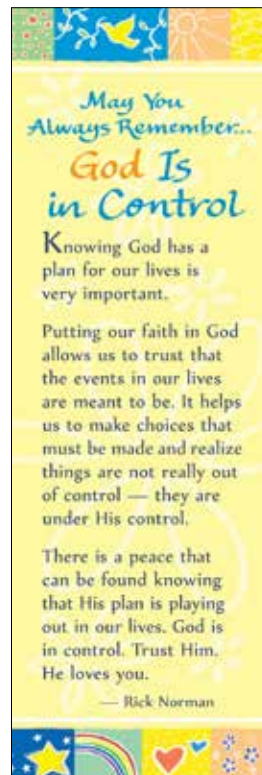 May You
Always Remember...
God Is
in Control
Knowing God has a
plan for our lives is
very important.
Putting our faith in God
allows us to trust that
the events in our lives
are meant to be. It helps
us to make choices that
must be made and realize
things are not really out
of control — they are
under His control.
There is a peace that
can be found knowing
that His plan is playing
out in our lives. God is
in control. Trust Him.
He loves you.
— Rick Norman